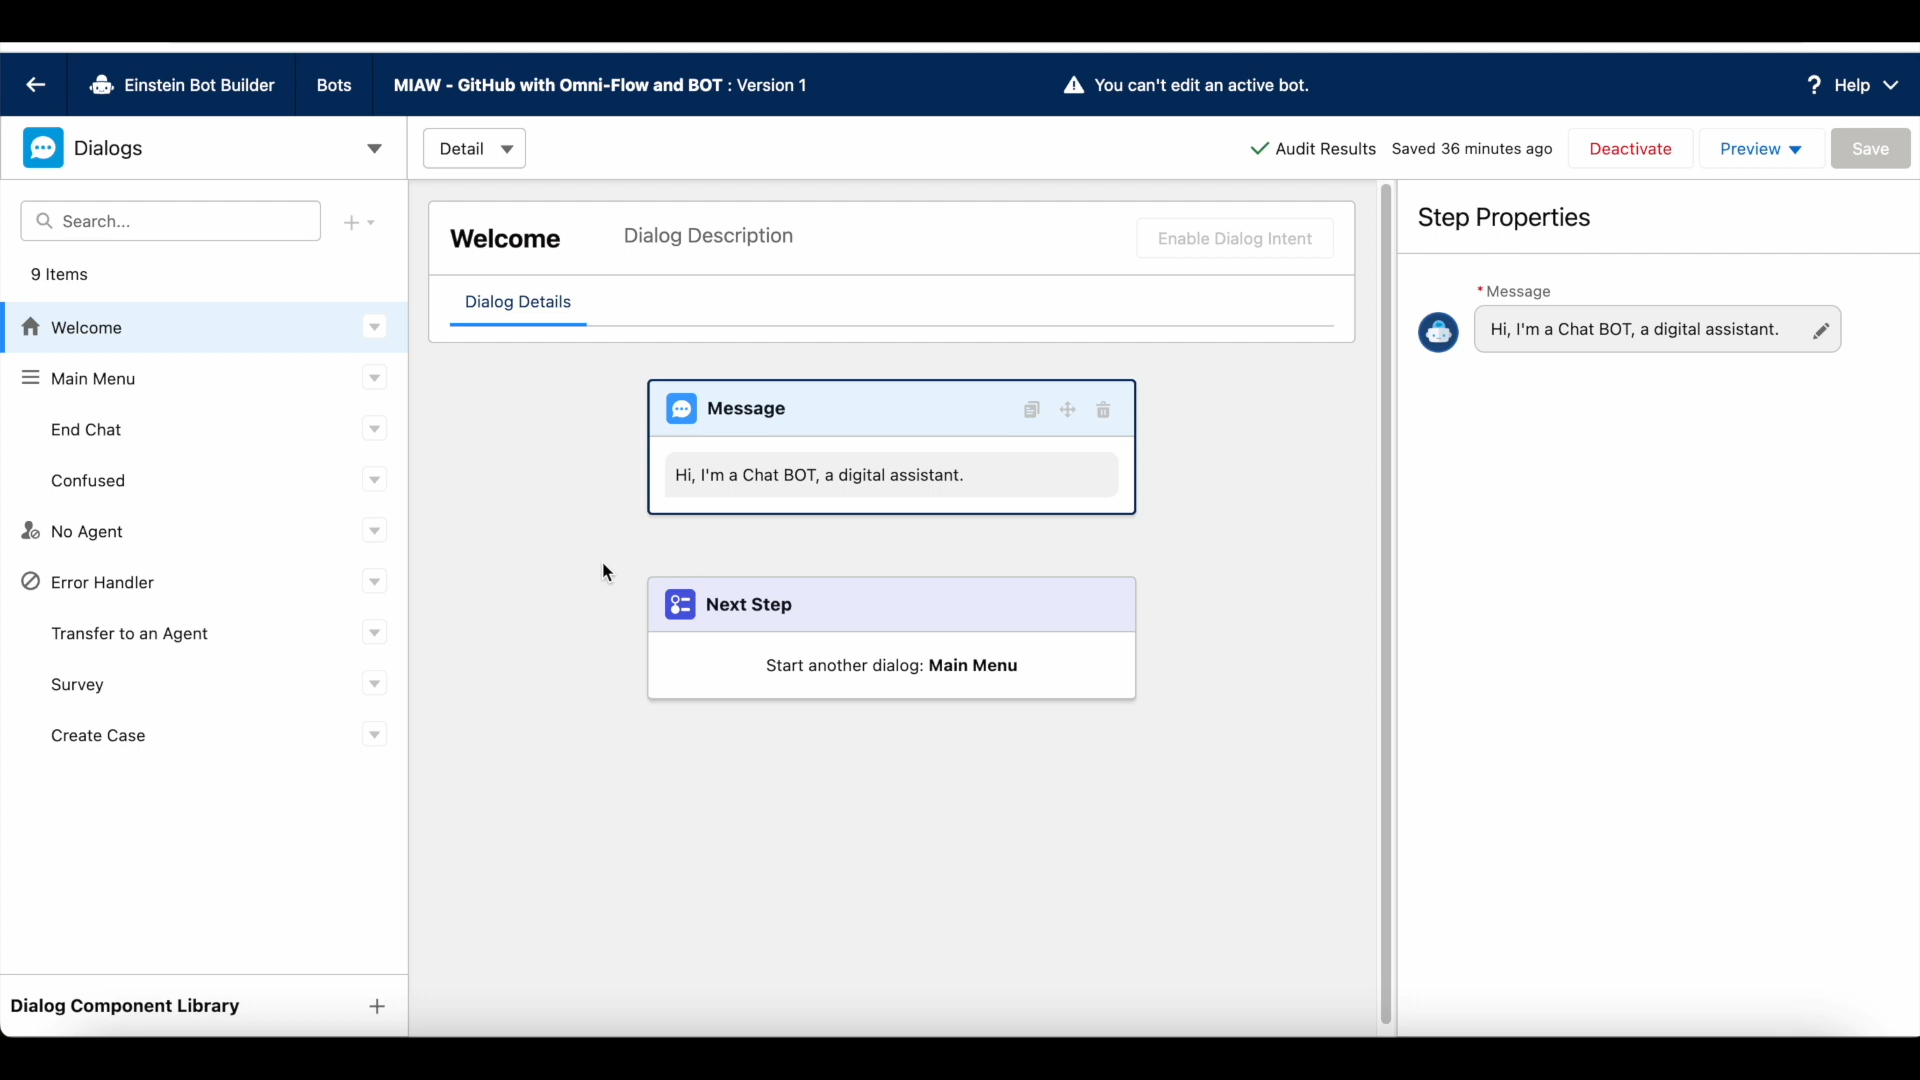 Einstein Bot Builder
Bots
MIAW - GitHub with Omni-Flow and BOT : Version 1
You can't edit an active bot.
? Help
Dialogs
Detail
Audit Results
Saved 36 minutes ago
Deactivate
Preview
Save
Search...
9 Items
Welcome
Main Menu
End Chat
Confused
No Agent
Error Handler
Transfer to an Agent
Survey
Create Case
Dialog Component Library
Welcome
Dialog Description
Enable Dialog Intent
Dialog Details
Message
Hi, I'm a Chat BOT, a digital assistant.
Next Step
Start another dialog: Main Menu
Step Properties
* Message
Hi, I'm a Chat BOT, a digital assistant.